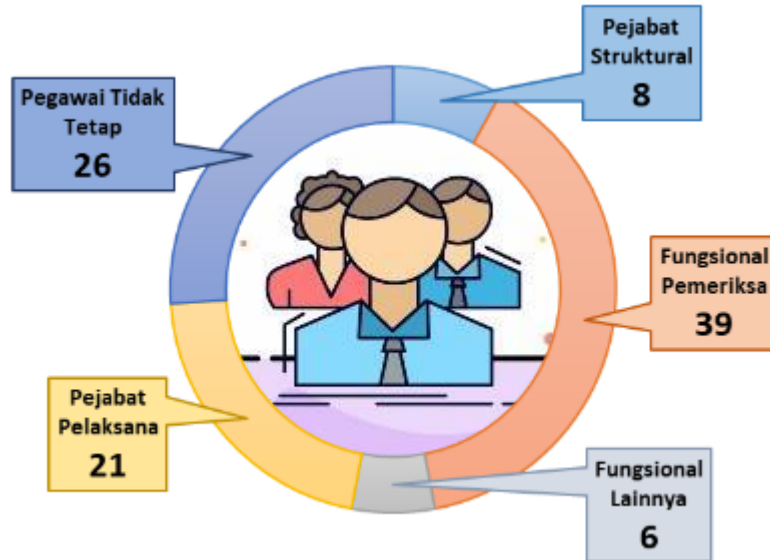 Pejabat
Struktural
8
Pegawai Tidak
Tetap
26
Fungsional
Pemeriksa
39
Pejabat
Pelaksana
21
Fungsional
Lainnya
6